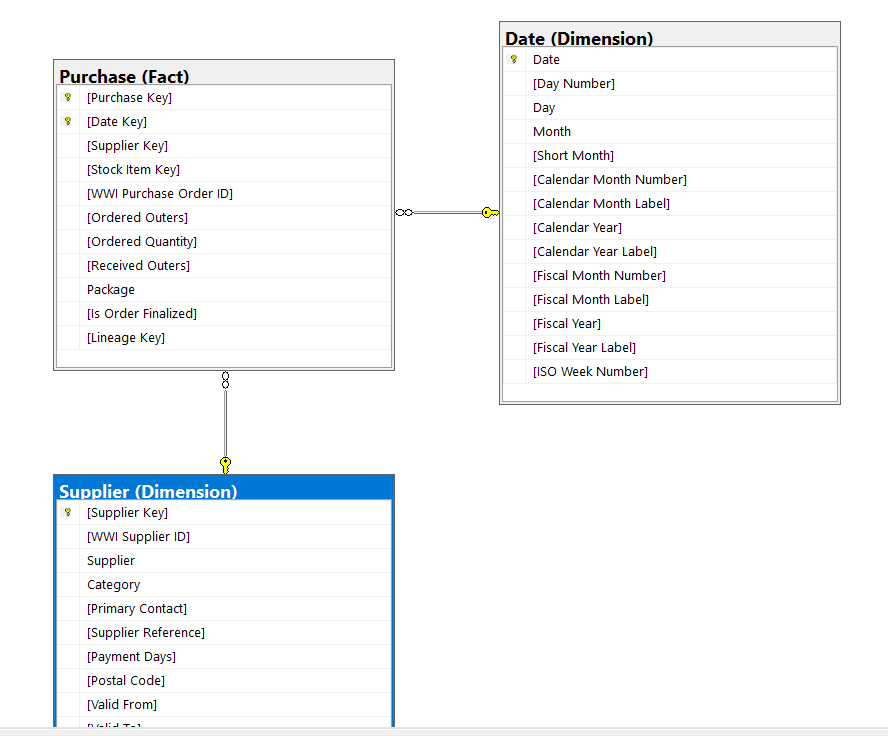 Purchase (Fact)
[Purchase Key]
[Date Key]
[Supplier Key]
[Stock Item Key]
[WWI Purchase Order ID]
[Ordered Outers]
[Ordered Quantity]
[Received Outers]
Package
[Is Order Finalized]
[Lineage Key]
Date (Dimension)
Date
[Day Number]
Day
Month
[Short Month]
[Calendar Month Number]
[Calendar Month Label]
[Calendar Year]
[Calendar Year Label]
[Fiscal Month Number]
[Fiscal Month Label]
[Fiscal Year]
[Fiscal Year Label]
[ISO Week Number]
Supplier (Dimension)
[Supplier Key]
[WWI Supplier ID]
Supplier
Category
[Primary Contact]
[Supplier Reference]
[Payment Days]
[Postal Code]
[Valid From]
[Valid To]